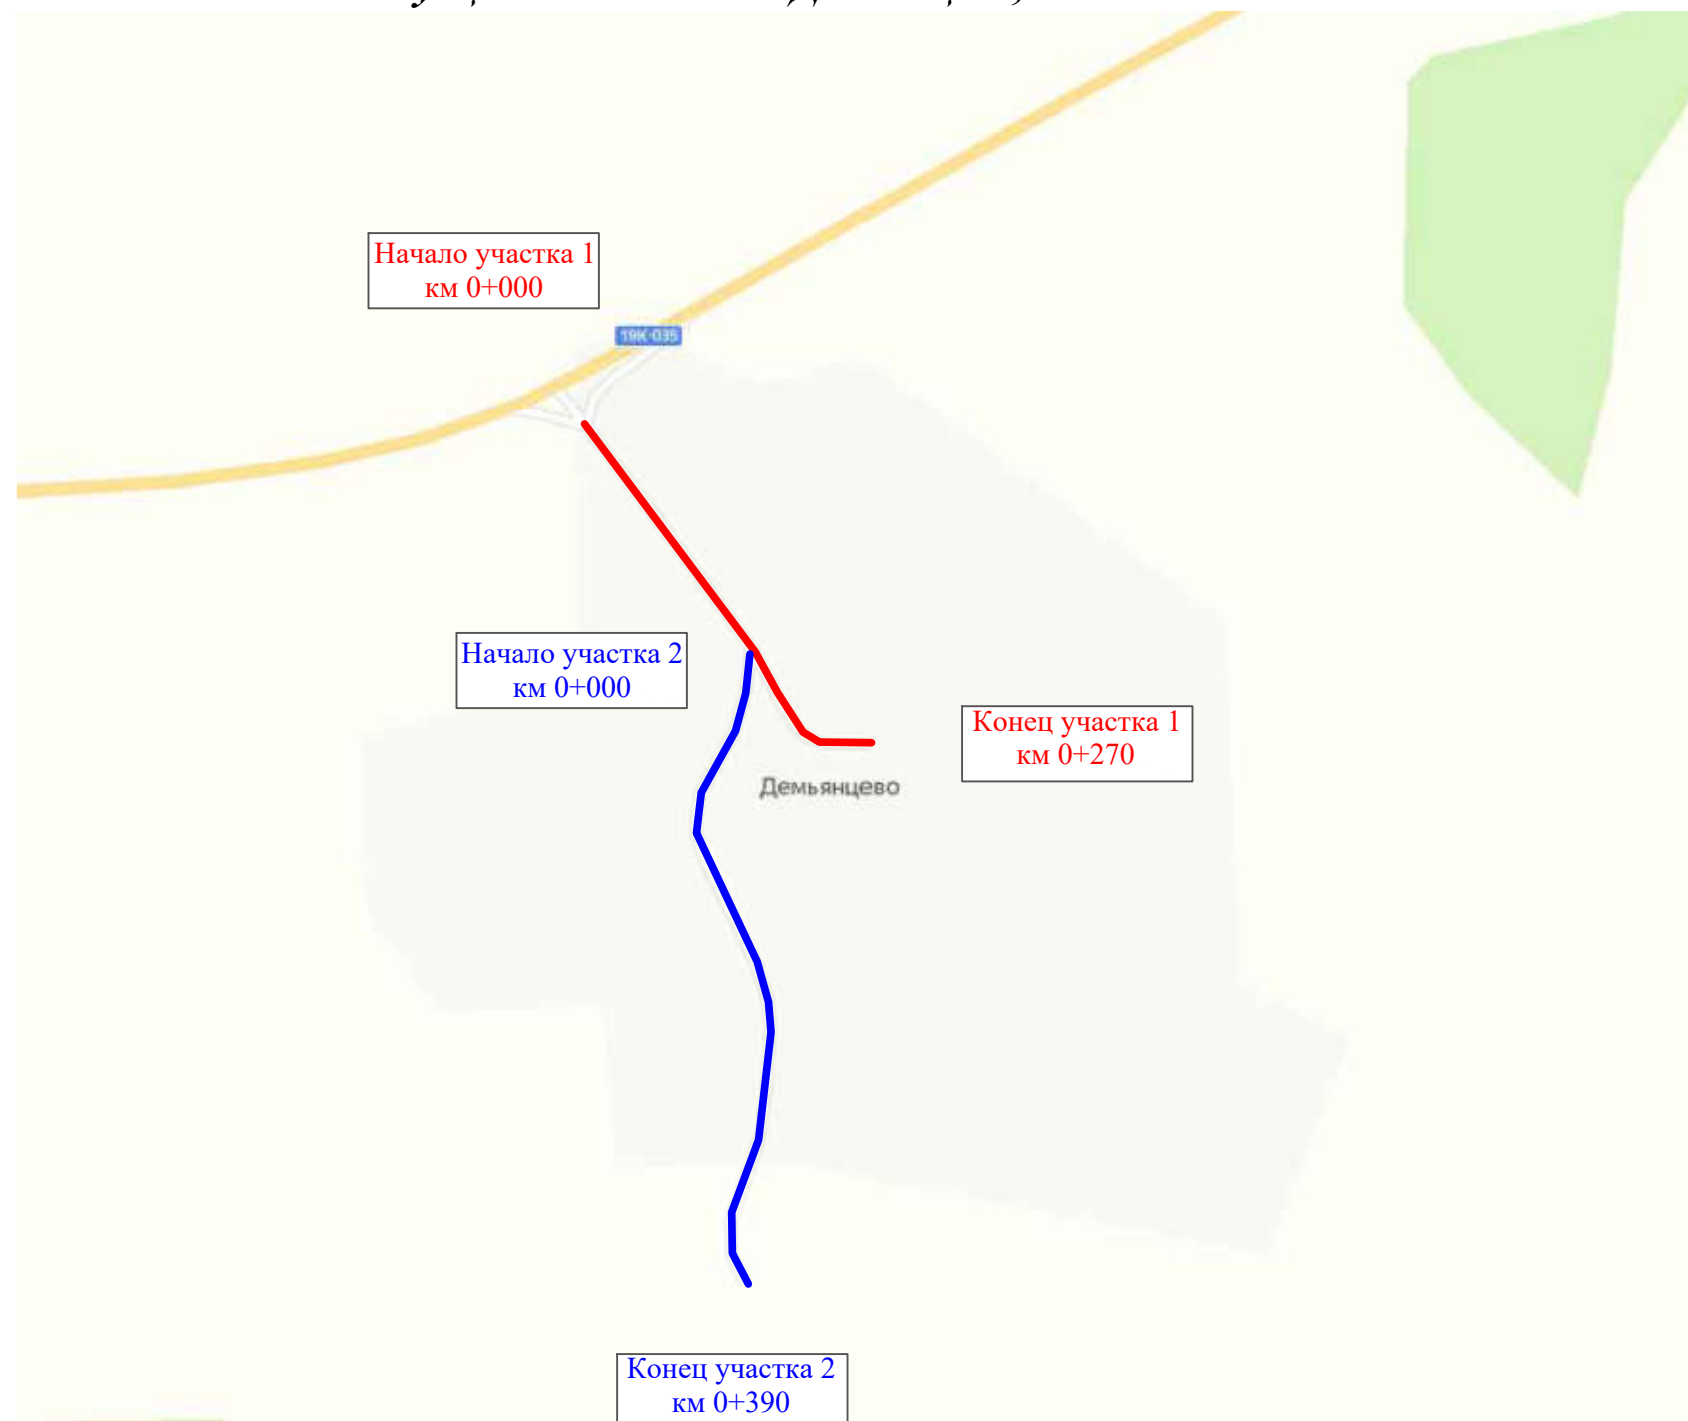 Начало участка 1
км 0+000
19К-035
Начало участка 2
км 0+000
Конец участка 1
км 0+270
Демьянцево
Конец участка 2
км 0+390